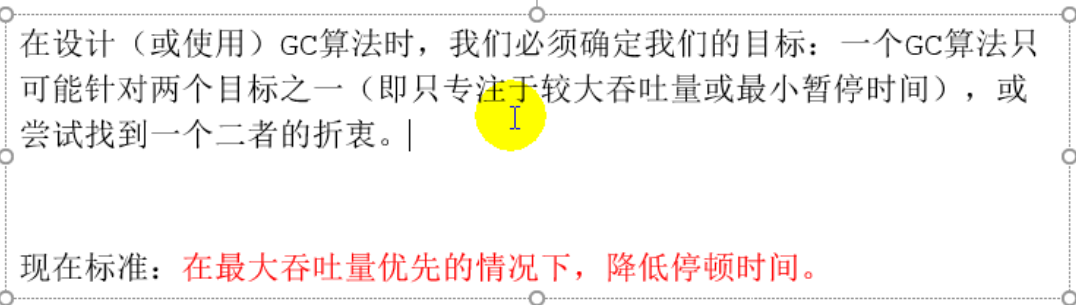 在设计（或使用）GC算法时，我们必须确定我们的目标：一个GC算法只
可能针对两个目标之一（即只专注于较大吞吐量或最小暂停时间），或
尝试找到一个二者的折衷。
现在标准：在最大吞吐量优先的情况下，降低停顿时间。